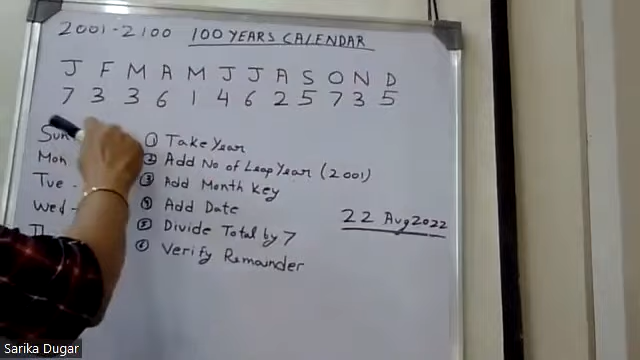 2001-2100 100 YEARS CALENDAR
J F M A M J J A S O N D
7 3 3 6 1 4 6 2 5 7 3 5
Sun
Mon
Tue -
Wed -
① Take Year
② Add No of Leap Year (2001)
③ Add Month Key
④ Add Date
⑤ Divide Total by 7
⑥ Verify Remainder
22 Aug 2022
Sarika Dugar